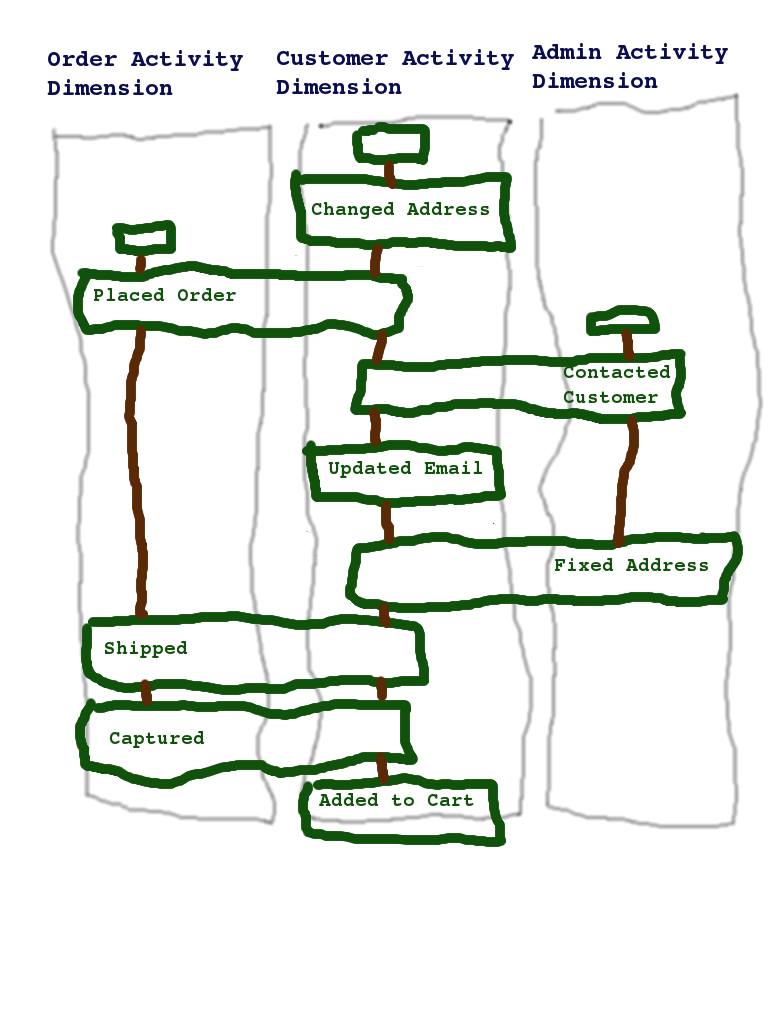 Order Activity
Dimension
Customer Activity
Dimension
Admin Activity
Dimension
Changed Address
Placed Order
Contacted
Customer
Updated Email
Fixed Address
Shipped
Captured
Added to Cart